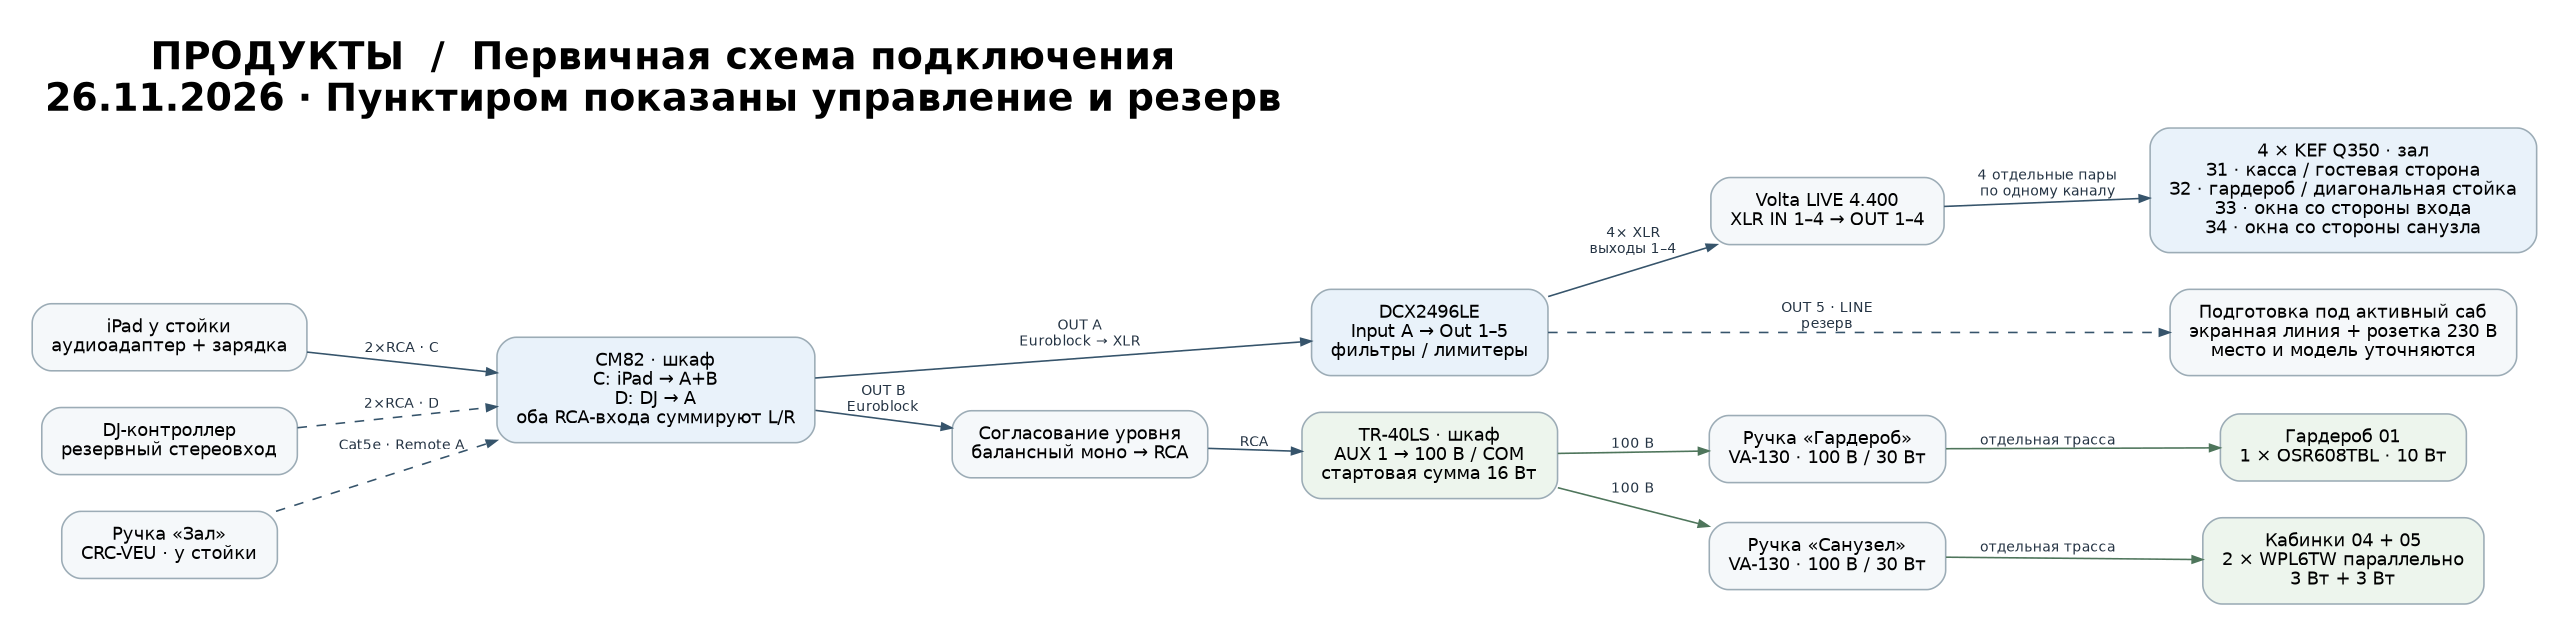 ПРОДУКТЫ / Первичная схема подключения
26.11.2026 · Пунктиром показаны управление и резерв
iPad у стойки
аудиоадаптер + зарядка
2×RCA · C
DJ-контроллер
резервный стереовход
2×RCA · D
Ручка «Зал»
CRC-VEU · у стойки
Cat5e · Remote A
CM82 · шкаф
C: iPad → A+B
D: DJ → A
оба RCA-входа суммируют L/R
OUT A
Euroblock → XLR
OUT B
Euroblock
Согласование уровня
балансный моно → RCA
RCA
DCX2496LE
Input A → Out 1–5
фильтры / лимитеры
4× XLR
выходы 1–4
Volta LIVE 4.400
XLR IN 1–4 → OUT 1–4
4 отдельные пары
по одному каналу
4 × KEF Q350 · зал
З1 · касса / гостевая сторона
З2 · гардероб / диагональная стойка
З3 · окна со стороны входа
З4 · окна со стороны санузла
OUT 5 · LINE
резерв
Подготовка под активный саб
экранная линия + розетка 230 В
место и модель уточняются
TR-40LS · шкаф
AUX 1 → 100 В / COM
стартовая сумма 16 Вт
100 В
Ручка «Гардероб»
VA-130 · 100 В / 30 Вт
отдельная трасса
Гардероб 01
1 × OSR608TBL · 10 Вт
100 В
Ручка «Санузел»
VA-130 · 100 В / 30 Вт
отдельная трасса
Кабинки 04 + 05
2 × WPL6TW параллельно
3 Вт + 3 Вт